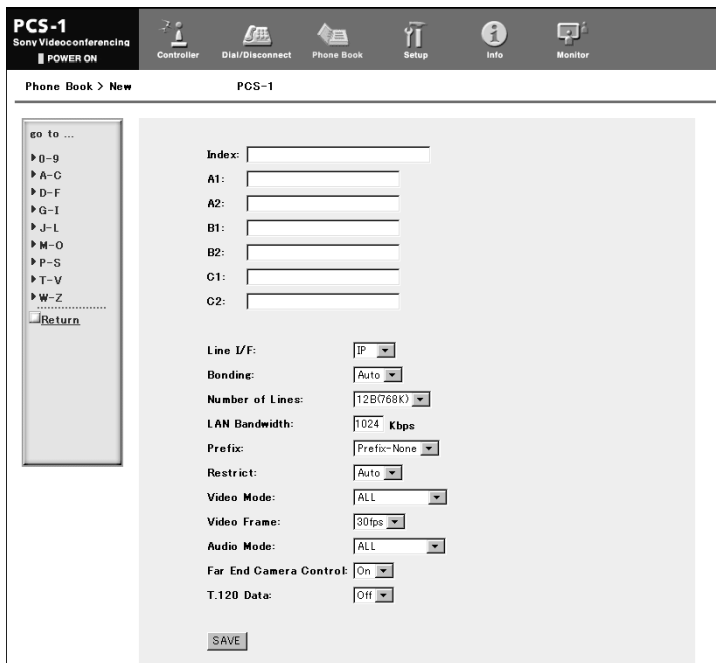 PCS-1
Sony Videoconferencing
POWER ON
Controller
Dial/Disconnect
Phone Book
Setup
Info
Monitor
Phone Book > New
PCS-1
go to ...
0-9
A-C
D-F
G-I
J-L
M-O
P-S
T-V
W-Z
Return
Index:
A1:
A2:
B1:
B2:
C1:
C2:
Line I/F: IP
Bonding: Auto
Number of Lines: 12B(768K)
LAN Bandwidth: 1024 Kbps
Prefix: Prefix-None
Restrict: Auto
Video Mode: ALL
Video Frame: 30fps
Audio Mode: ALL
Far End Camera Control: On
T.120 Data: Off
SAVE